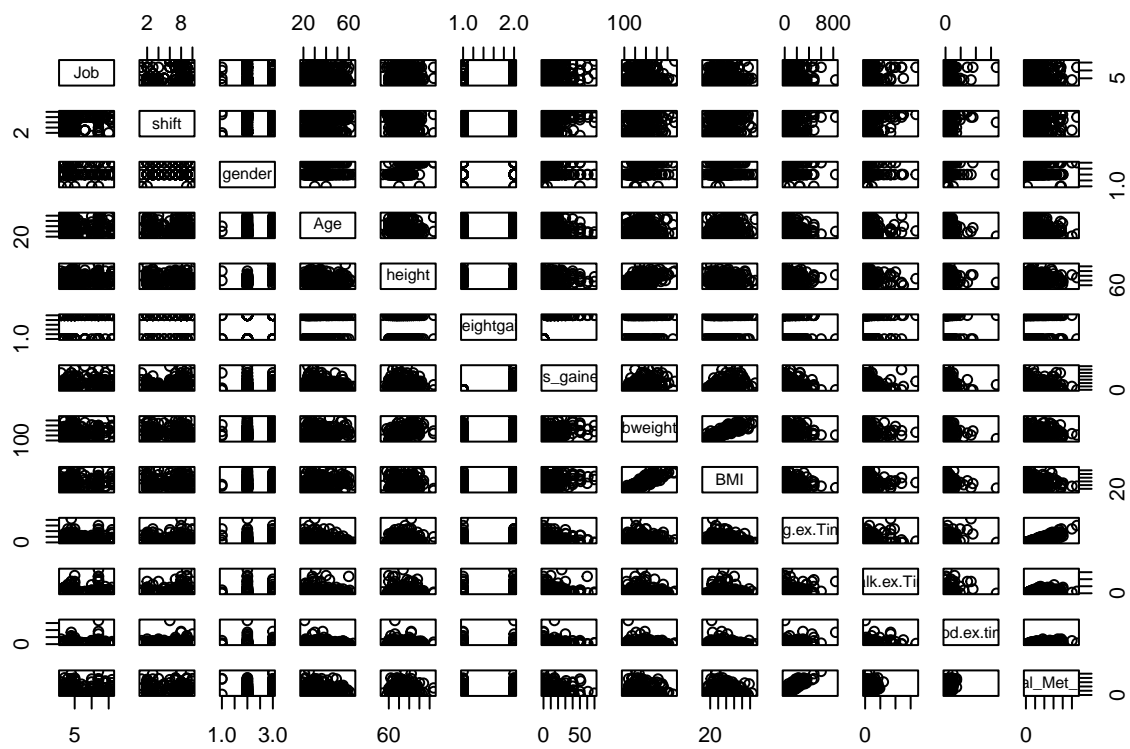 2 8 20 60 1.0 2.0 100 0 800 0
Job 5
2 shift
gender 1.0
20 Age
height 60
1.0 eightga
s_gaine 0
100 bweight
BMI 20
0 g.ex.Tim
alk.ex.Ti 0
0 od.ex.tim
al_Met_ 0
5 1.0 3.0 60 0 50 20 0 0